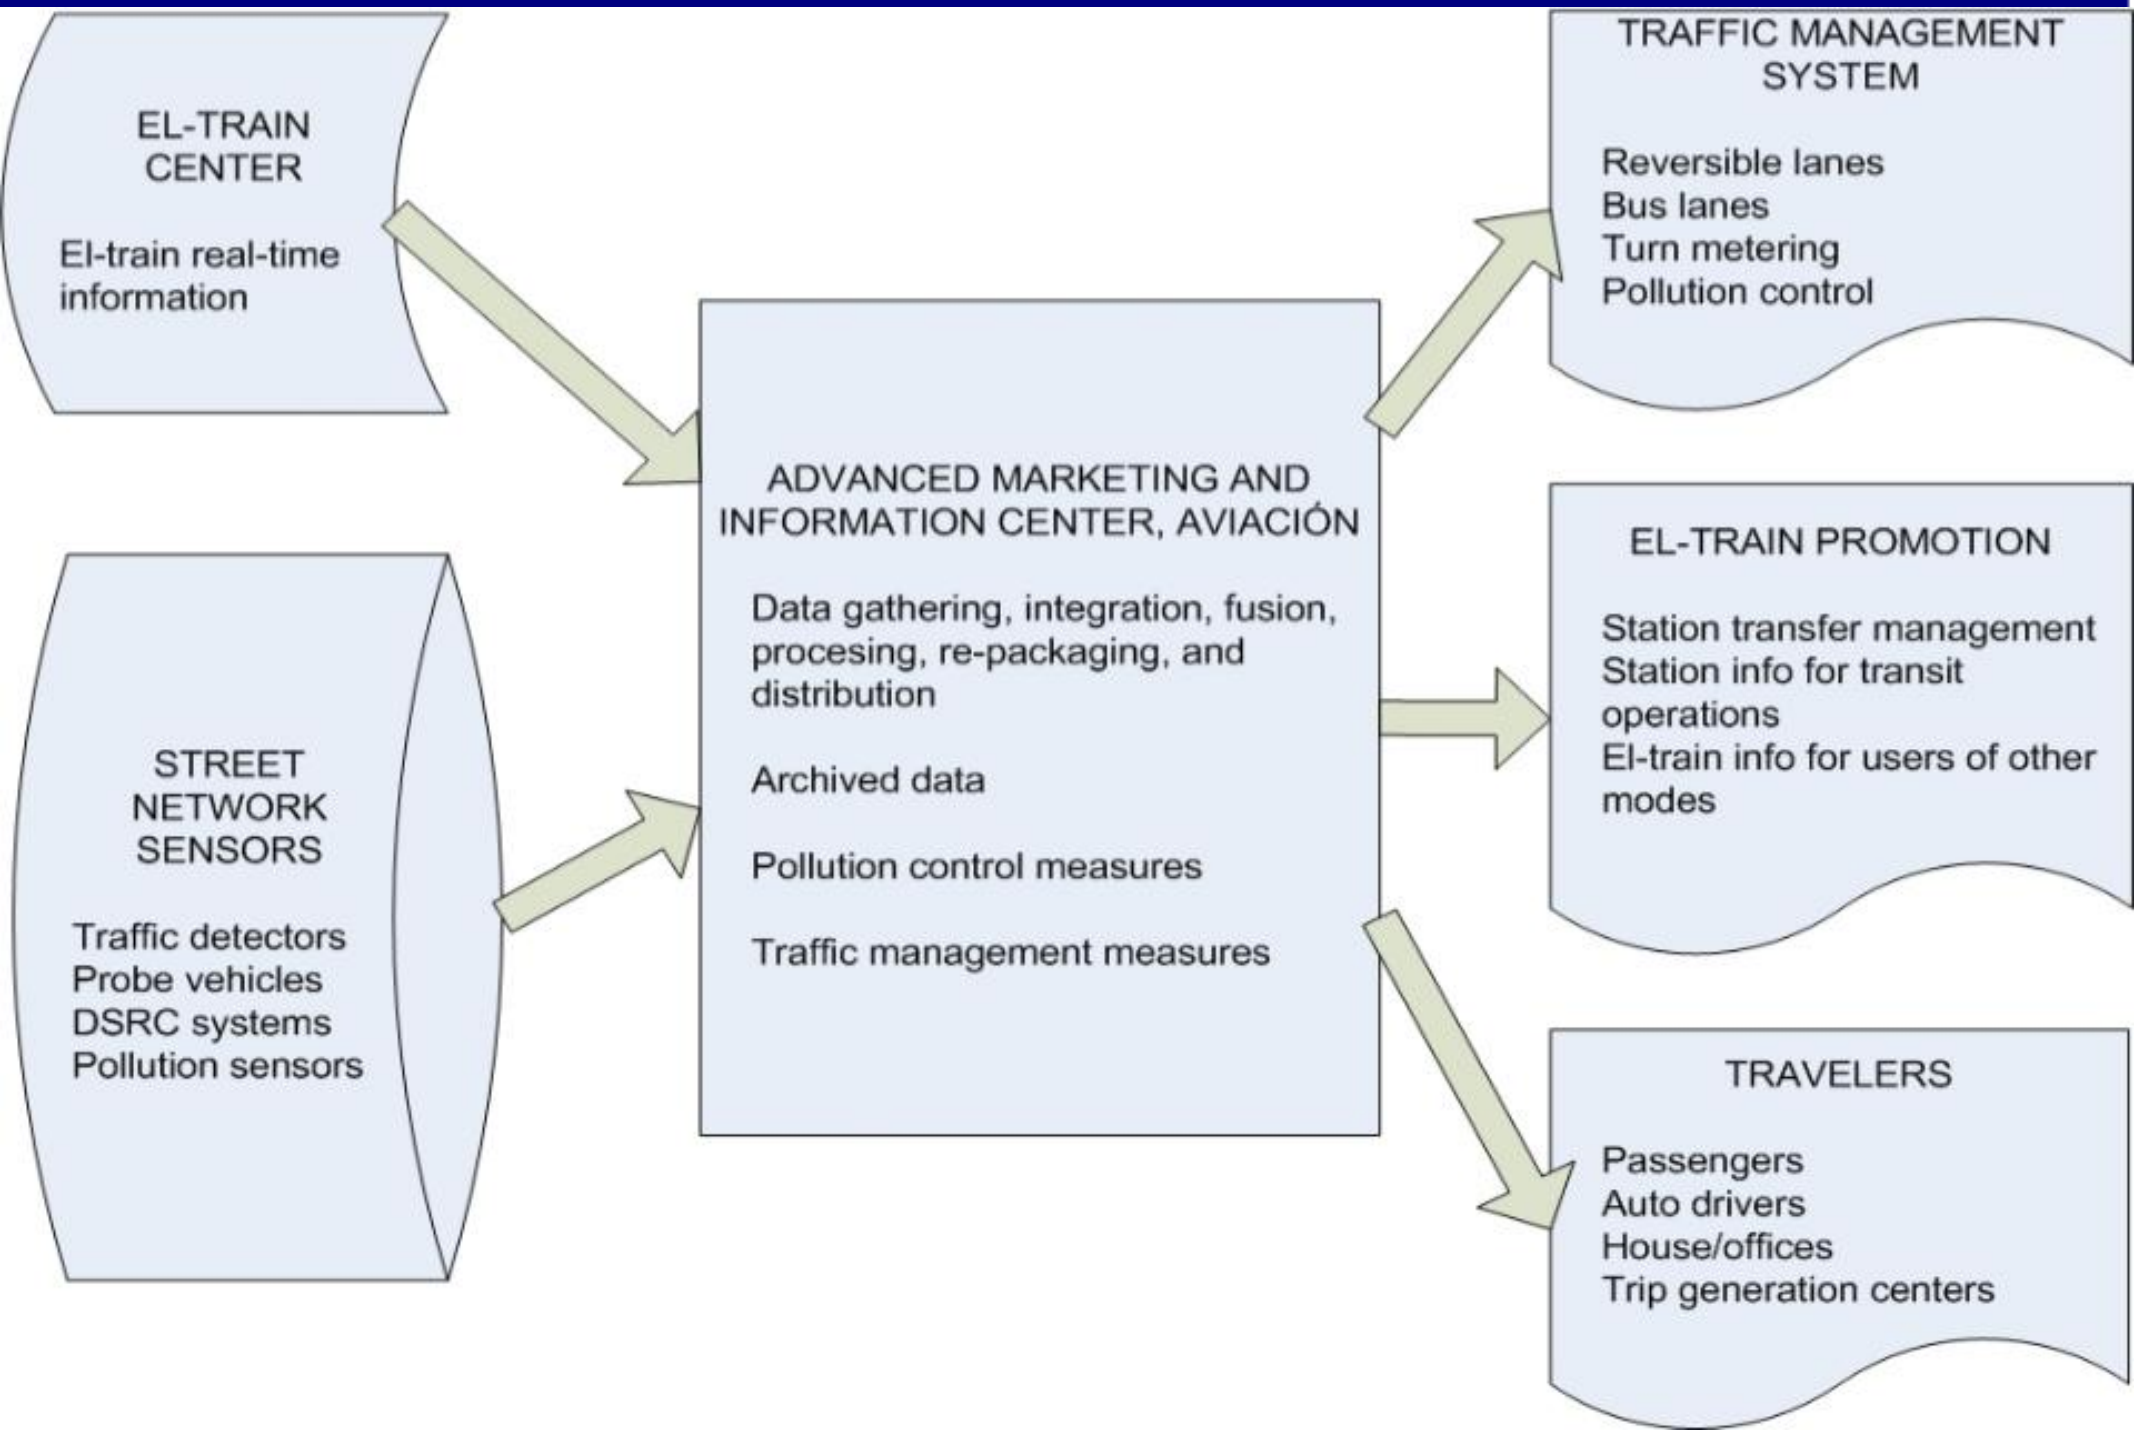 EL-TRAIN
CENTER
El-train real-time
information
STREET
NETWORK
SENSORS
Traffic detectors
Probe vehicles
DSRC systems
Pollution sensors
ADVANCED MARKETING AND
INFORMATION CENTER, AVIACIÓN
Data gathering, integration, fusion,
procesing, re-packaging, and
distribution
Archived data
Pollution control measures
Traffic management measures
TRAFFIC MANAGEMENT
SYSTEM
Reversible lanes
Bus lanes
Turn metering
Pollution control
EL-TRAIN PROMOTION
Station transfer management
Station info for transit
operations
El-train info for users of other
modes
TRAVELERS
Passengers
Auto drivers
House/offices
Trip generation centers